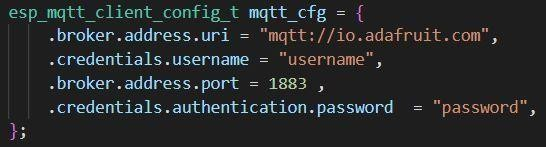 esp_mqtt_client_config_t mqtt_cfg = {
    .broker.address.uri = "mqtt://io.adafruit.com",
    .credentials.username = "username",
    .broker.address.port = 1883 ,
    .credentials.authentication.password  = "password",
};